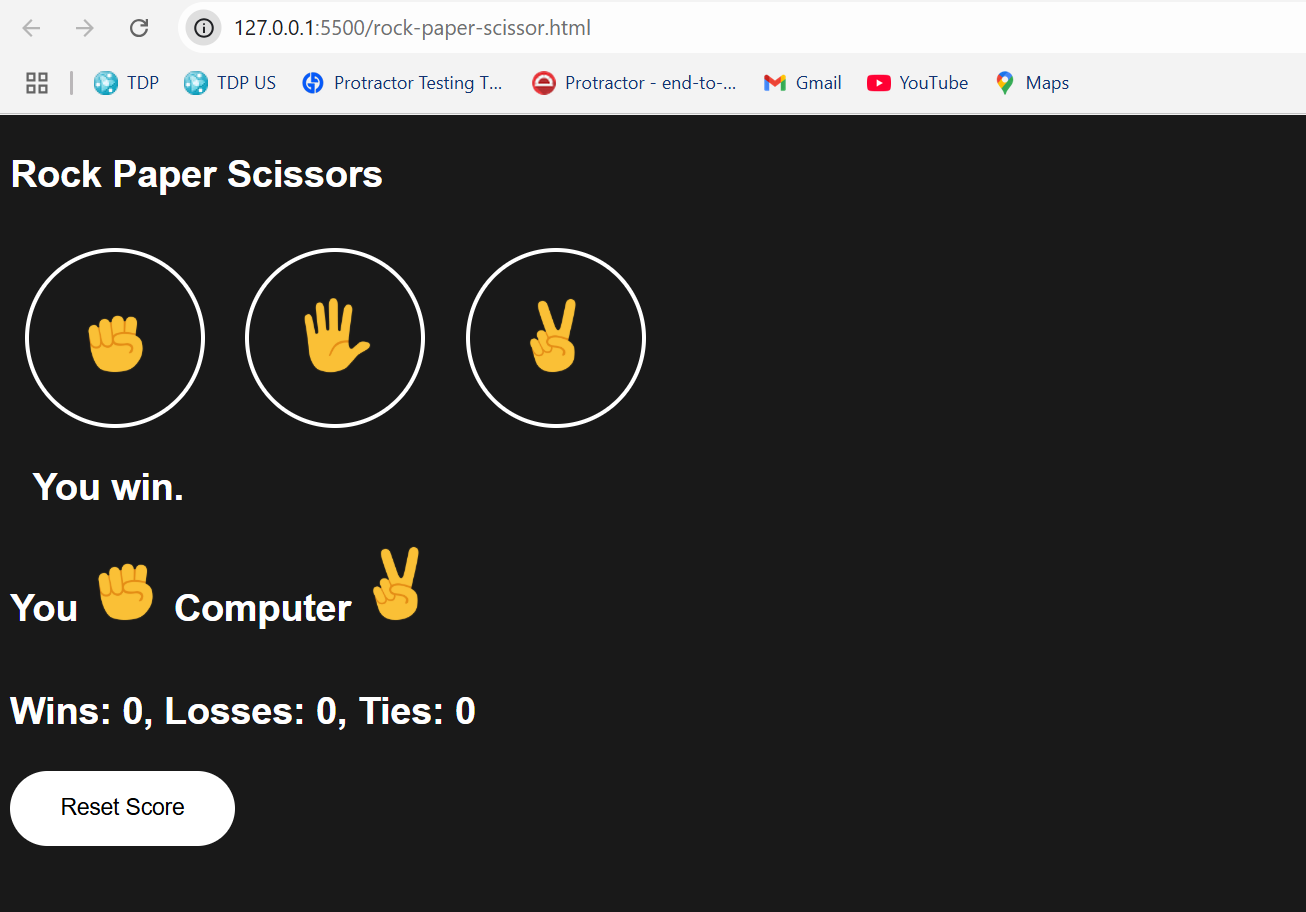 127.0.0.1:5500/rock-paper-scissor.html
TDP TDP US Protractor Testing T... Protractor - end-to-... Gmail YouTube Maps
Rock Paper Scissors
You win.
You Computer
Wins: 0, Losses: 0, Ties: 0
Reset Score